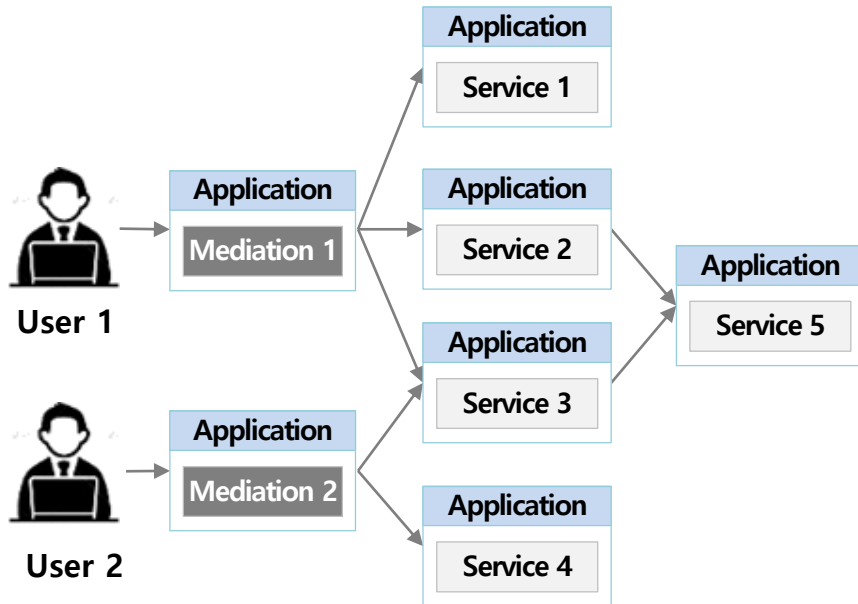 Application
Service 1
Application
Mediation 1
User 1
Application
Service 2
Application
Service 5
Application
Service 3
Application
Mediation 2
User 2
Application
Service 4